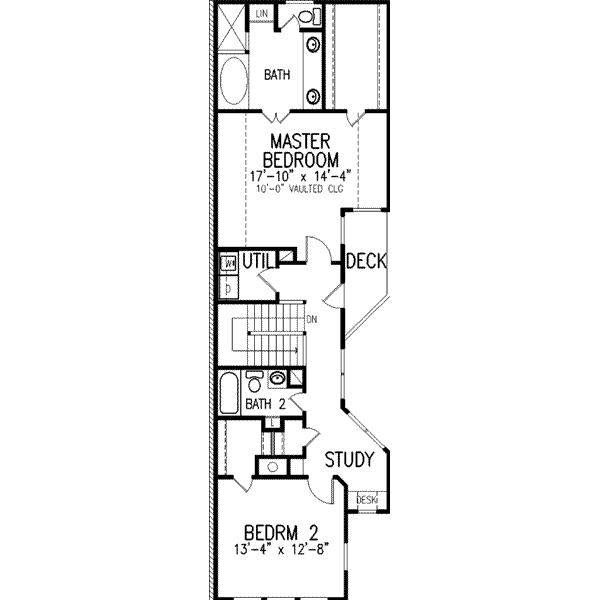 LIN
BATH
MASTER
BEDROOM
17'-10" x 14'-4"
10'-0" VAULTED CLG
UTIL
DECK
W
D
DN
BATH 2
L
STUDY
DESK
BEDRM 2
13'-4" x 12'-8"